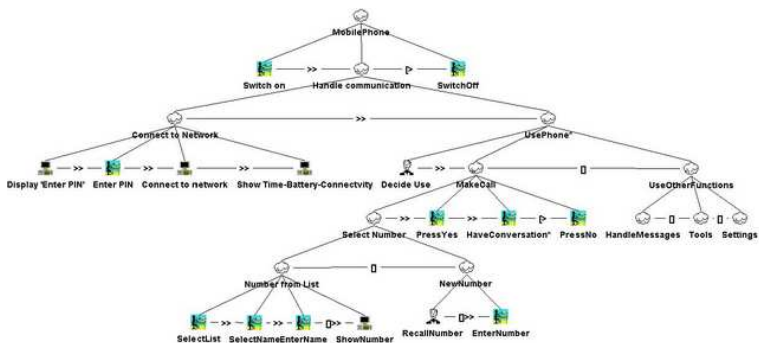 MobilePhone
>> [>
Switch on Handle communication SwitchOff
>>
Connect to Network UsePhone*
>> >> >> >> []
Display 'Enter PIN' Enter PIN Connect to network Show Time-Battery-Connectvity Decide Use MakeCall UseOtherFunctions
>> >> [> [] []
Select Number PressYes HaveConversation* PressNo HandleMessages Tools Settings
[]
Number from List NewNumber
>> >> []>> []>>
SelectList SelectNameEnterName ShowNumber RecallNumber EnterNumber